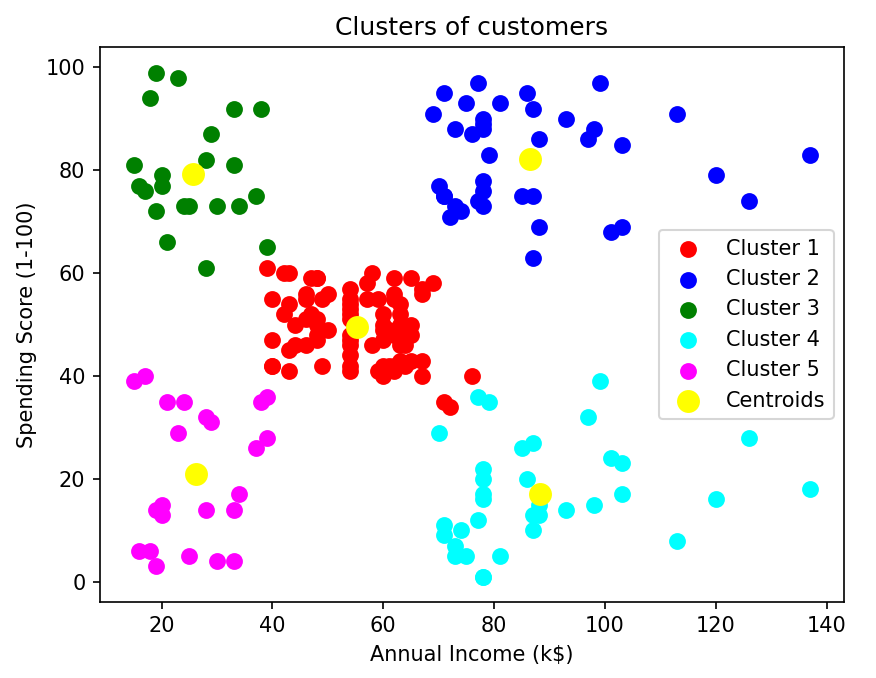 Clusters of customers
100
80
60
40
20
0
Spending Score (1-100)
Cluster 1
Cluster 2
Cluster 3
Cluster 4
Cluster 5
Centroids
20 40 60 80 100 120 140
Annual Income (k$)